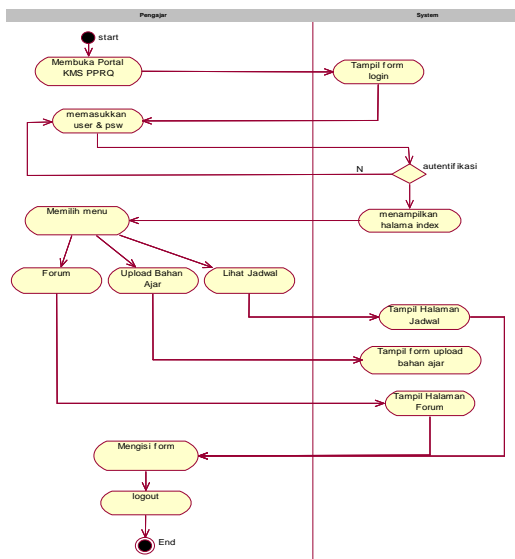 Pengajar
System
start
Membuka Portal
KMS PPRQ
Tampil form
login
memasukkan
user & psw
N
autentifikasi
Memilih menu
menampilkan
halama index
Forum
Upload Bahan
Ajar
Lihat Jadwal
Tampil Halaman
Jadwal
Tampil form upload
bahan ajar
Tampil Halaman
Forum
Mengisi form
logout
End